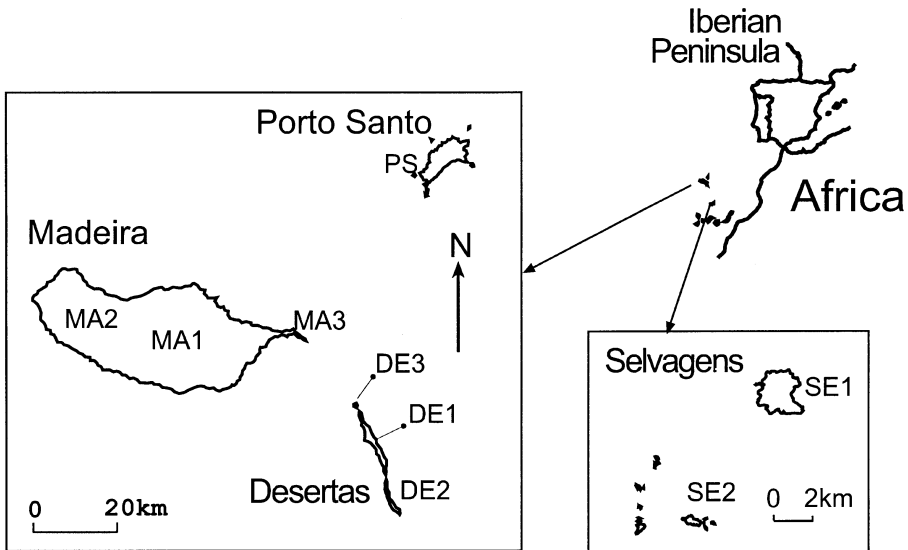 Iberian
Peninsula
Africa
Porto Santo
PS
Madeira
N
MA2
MA1
MA3
DE3
DE1
Desertas
DE2
0 20km
Selvagens
SE1
SE2
0 2km